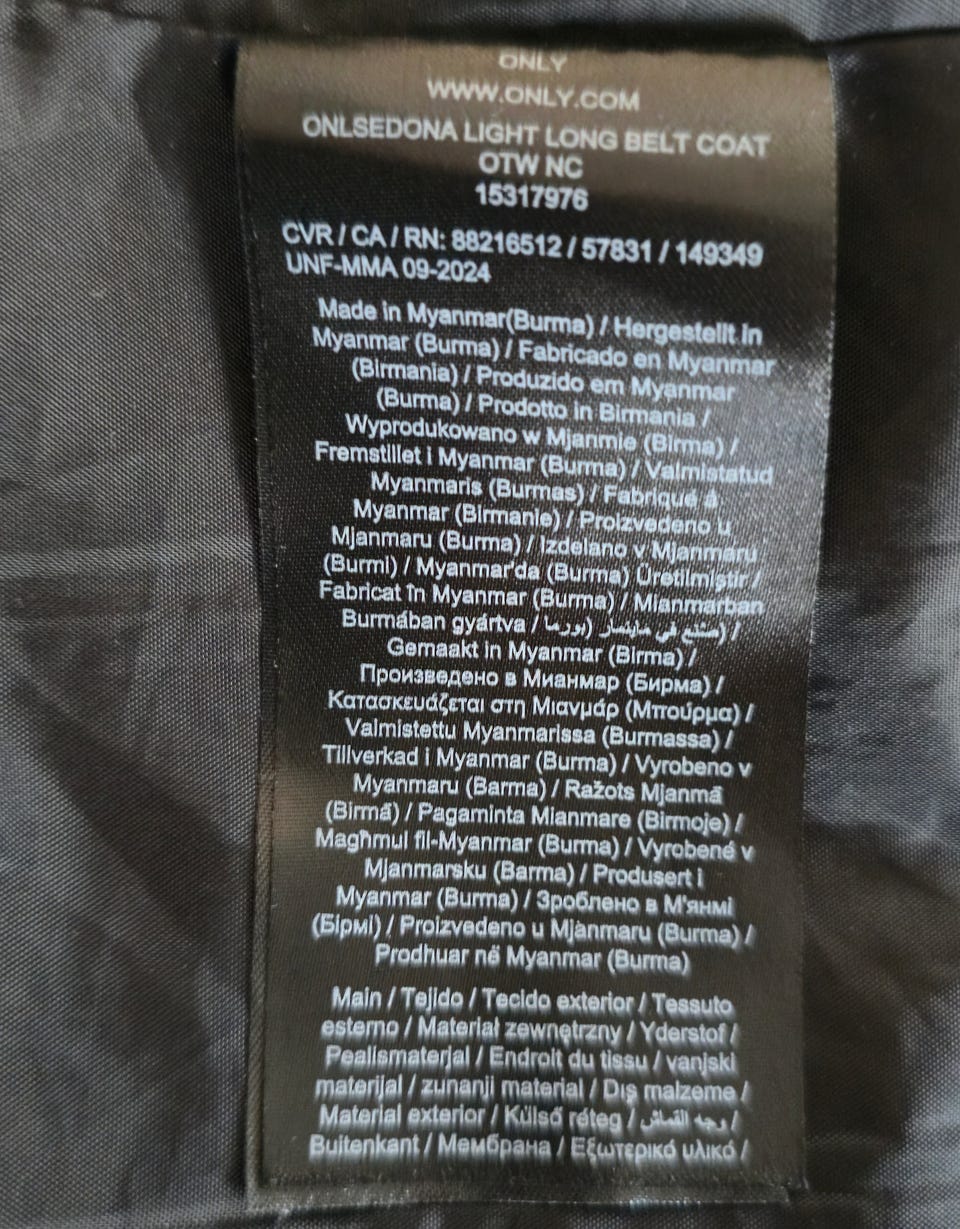 ONLY
WWW.ONLY.COM
ONLSEDONA LIGHT LONG BELT COAT
OTW NC
15317976
CVR / CA / RN: 88216512 / 57831 / 149349
UNF-MMA 09-2024
Made in Myanmar(Burma) / Hergestellt in
Myanmar (Burma) / Fabricado en Myanmar
(Birmania) / Produzido em Myanmar
(Burma) / Prodotto in Birmania /
Wyprodukowano w Mjanmie (Birma) /
Fremstillet i Myanmar (Burma) / Valmistatud
Myanmaris (Burmas) / Fabriqué á
Myanmar (Birmanie) / Proizvedeno u
Mjanmaru (Burma) / Izdelano v Mjanmaru
(Burmi) / Myanmar'da (Burma) Üretilmiştir /
Fabricat în Myanmar (Burma) / Mianmarban
Burmában gyártva / صنع في ماينمار (بورما) /
Gemaakt in Myanmar (Birma) /
Произведено в Мианмар (Бирма) /
Κατασκευάζεται στη Μιανμάρ (Μπούρμα) /
Valmistettu Myanmarissa (Burmassa) /
Tillverkad i Myanmar (Burma) / Vyrobeno v
Myanmaru (Barma) / Ražots Mjanmā
(Birmā) / Pagaminta Mianmare (Birmoje) /
Magħmul fil-Myanmar (Burma) / Vyrobené v
Mjanmarsku (Barma) / Produsert i
Myanmar (Burma) / Зроблено в М'янмі
(Бірмі) / Proizvedeno u Mjanmaru (Burma) /
Prodhuar në Myanmar (Burma)
Main / Tejido / Tecido exterior / Tessuto
esterno / Materiał zewnętrzny / Yderstof /
Pealismaterjal / Endroit du tissu / vanjski
materijal / zunanji material / Dış malzeme /
Material exterior / Külső réteg / وجه القماش /
Buitenkant / Мембрана / Εξωτερικό υλικό /